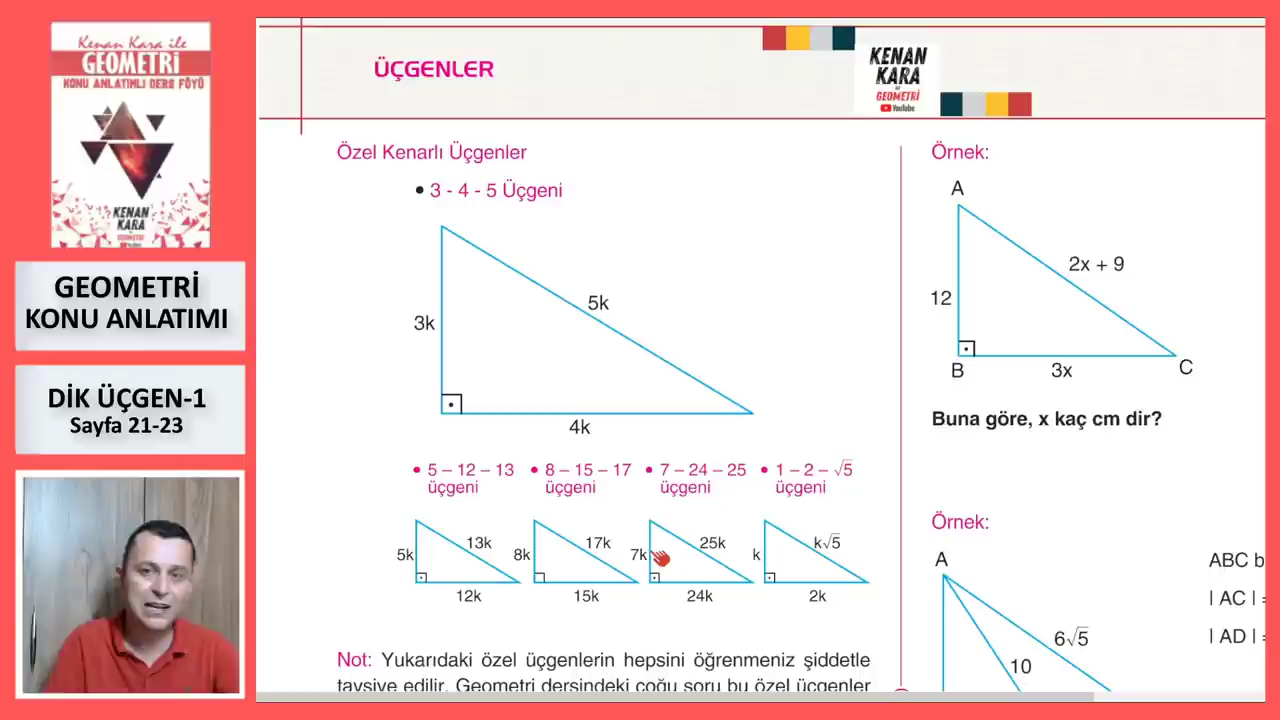 Kenan Kara ile
GEOMETRİ
KONU ANLATIMLI DERS FÖYÜ
KENAN
KARA
GEOMETRİ
GEOMETRİ
KONU ANLATIMI
DİK ÜÇGEN-1
Sayfa 21-23
ÜÇGENLER
KENAN
KARA
ile
GEOMETRİ
YouTube
Özel Kenarlı Üçgenler
• 3 - 4 - 5 Üçgeni
3k
5k
4k
• 5 – 12 – 13
üçgeni
• 8 – 15 – 17
üçgeni
• 7 – 24 – 25
üçgeni
• 1 – 2 – √5
üçgeni
5k
13k
12k
8k
17k
15k
7k
25k
24k
k
k√5
2k
Not: Yukarıdaki özel üçgenlerin hepsini öğrenmeniz şiddetle
tavsiye edilir. Geometri dersindeki çoğu soru bu özel üçgenler
Örnek:
A
2x + 9
12
B
3x
C
Buna göre, x kaç cm dir?
Örnek:
A
6√5
10
ABC b
| AC | =
| AD | =